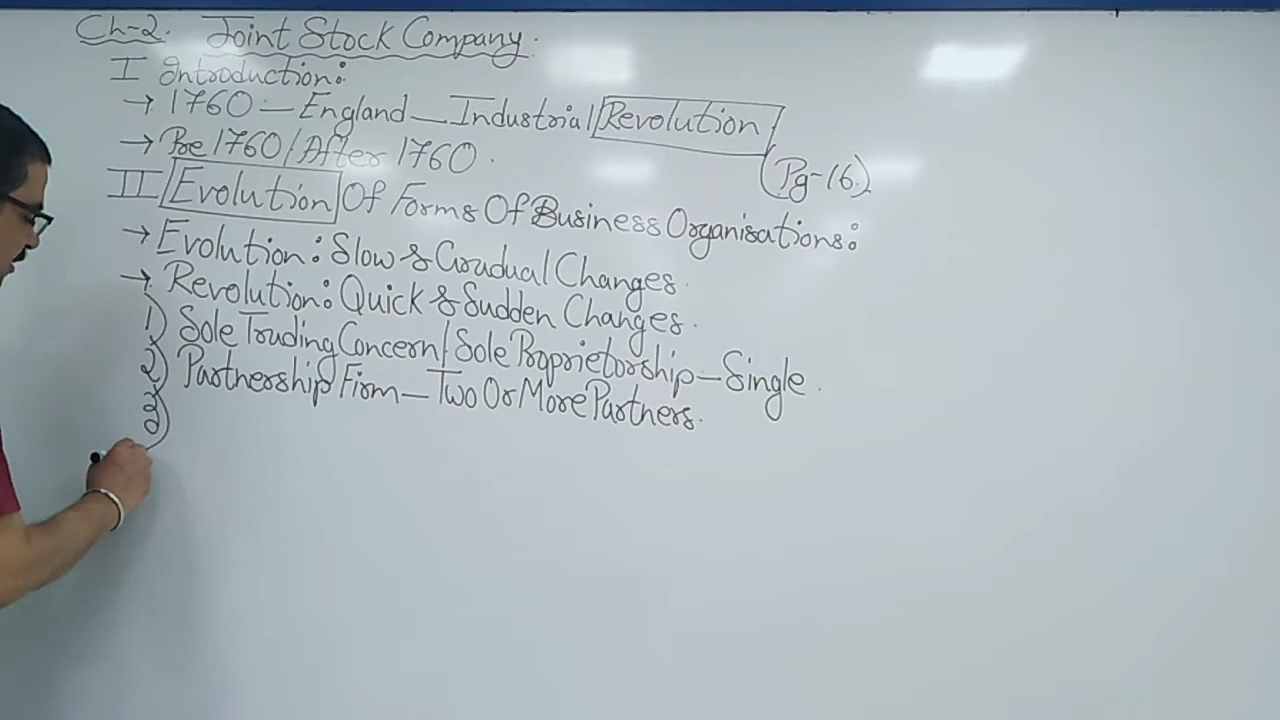 Ch-2. Joint Stock Company.
I Introduction:
→ 1760 — England — Industrial Revolution
→ Pre 1760 / After 1760.
(Pg-16)
II Evolution Of Forms Of Business Organisations:
→ Evolution: Slow & Gradual Changes.
→ Revolution: Quick & Sudden Changes.
1) Sole Trading Concern / Sole Proprietorship — Single.
2) Partnership Firm — Two Or More Partners.
3)